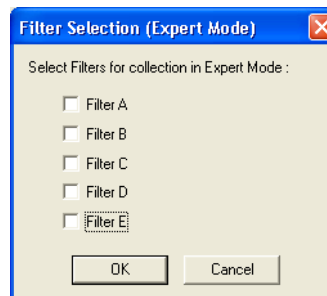 Filter Selection (Expert Mode)
Select Filters for collection in Expert Mode :
Filter A
Filter B
Filter C
Filter D
Filter E
OK Cancel